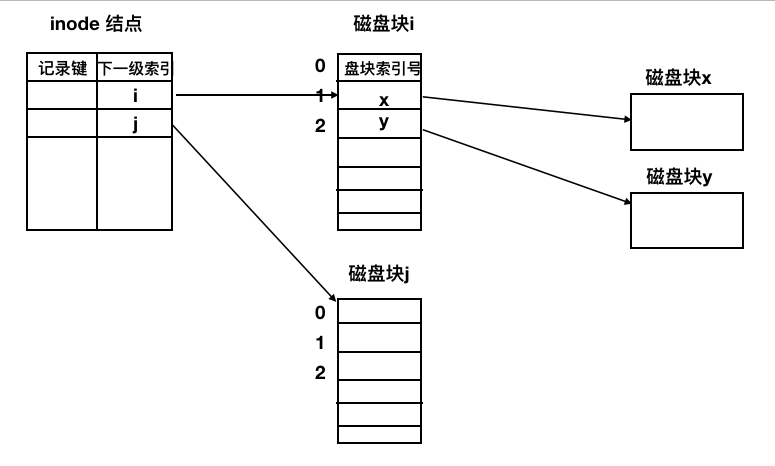 inode 结点
记录键 下一级索引
i
j
磁盘块i
0 盘块索引号
1 x
2 y
磁盘块x
磁盘块y
磁盘块j
0
1
2